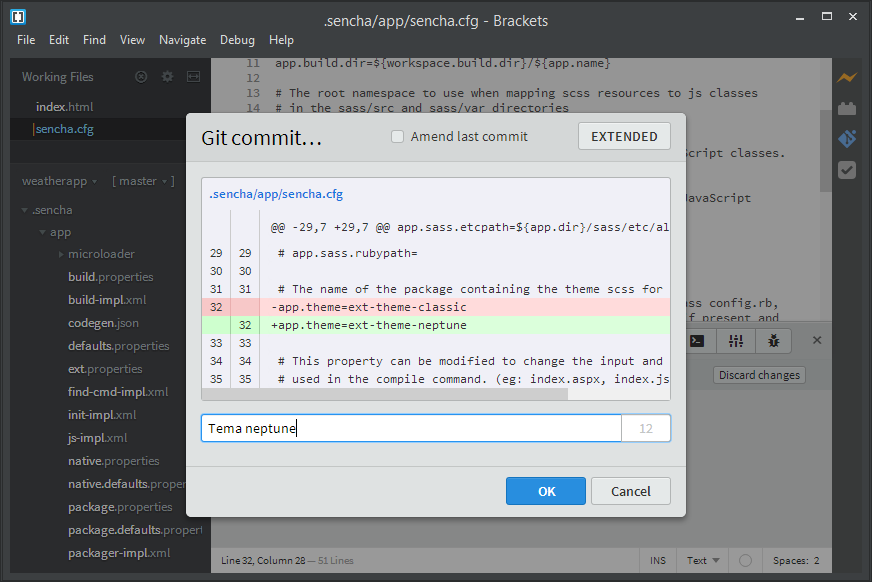 .sencha/app/sencha.cfg - Brackets
File Edit Find View Navigate Debug Help
Working Files
index.html
sencha.cfg
weatherapp
[ master ]
.sencha
app
microloader
build.properties
build-impl.xml
codegen.json
defaults.properties
ext.properties
find-cmd-impl.xml
init-impl.xml
js-impl.xml
native.properties
native.defaults.proper
package.properties
package.defaults.propert
packager-impl.xml
11 app.build.dir=${workspace.build.dir}/${app.name}
12
13 # The root namespace to use when mapping scss resources to js classes
14 # in the sass/src and sass/var directories
Script classes.
JavaScript
ass config.rb,
if present and
Git commit…
Amend last commit
EXTENDED
.sencha/app/sencha.cfg
@@ -29,7 +29,7 @@ app.sass.etcpath=${app.dir}/sass/etc/al
29 29 # app.sass.rubypath=
30 30
31 31 # The name of the package containing the theme scss for
32 -app.theme=ext-theme-classic
32 +app.theme=ext-theme-neptune
33 33
34 34 # This property can be modified to change the input and
35 35 # used in the compile command. (eg: index.aspx, index.js
Tema neptune
12
OK
Cancel
Discard changes
Line 32, Column 28 — 51 Lines
INS
Text
Spaces: 2